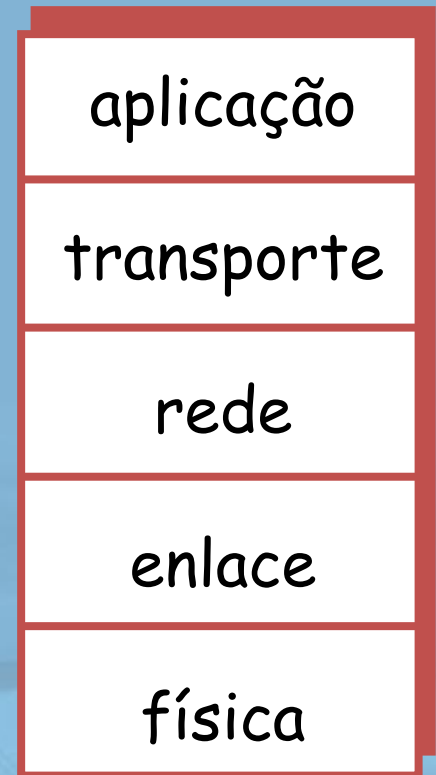 aplicação
transporte
rede
enlace
física